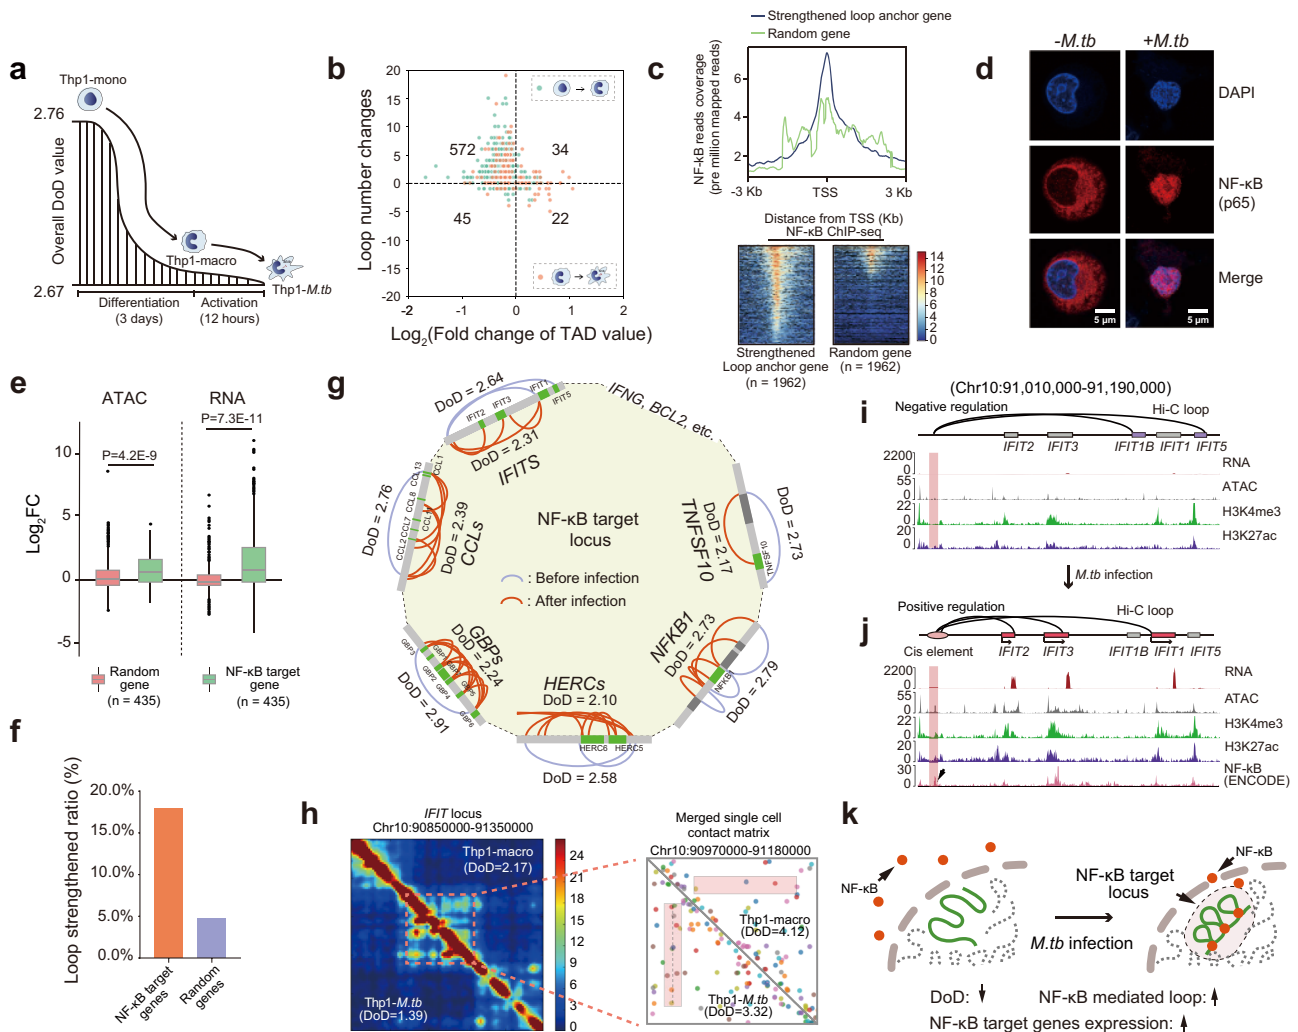 a
Thp1-mono
2.76
Overall DoD value
Thp1-macro
Thp1-M.tb
2.67
Differentiation
(3 days)
Activation
(12 hours)
b
Loop number changes
20
15
10
5
0
-5
-10
-15
-20
572
34
45
22
-2
-1
0
1
2
Log2(Fold change of TAD value)
c
Strengthened loop anchor gene
Random gene
NF-κB reads coverage
(pre million mapped reads)
6
4
2
-3 Kb
TSS
3 Kb
Distance from TSS (Kb)
NF-κB ChIP-seq
14
12
10
8
6
4
2
0
Strengthened
Loop anchor gene
(n = 1962)
Random gene
(n = 1962)
d
-M.tb
+M.tb
DAPI
NF-κB
(p65)
Merge
5 µm
5 µm
e
ATAC
RNA
P=7.3E-11
P=4.2E-9
Log2FC
10
5
0
-5
Random
gene
(n = 435)
NF-κB target
gene
(n = 435)
f
Loop strengthened ratio (%)
20.0%
15.0%
10.0%
5.0%
0.0%
NF-κB target
genes
Random
genes
g
DoD = 2.64
IFIT2
IFIT3
IFIT1
IFIT5
DoD = 2.31
IFITS
IFNG, BCL2, etc.
DoD = 2.76
CCL13
CCL1
CCL8
CCL7
CCL2
DoD = 2.39
CCLs
NF-κB target
locus
: Before infection
: After infection
DoD = 2.73
DoD = 2.17
TNFSF10
TNFSF10
NFKB1
DoD = 2.73
NFKB1
DoD = 2.79
GBPs
DoD = 2.24
GBP3
GBP2
GBP4
GBP5
GBP6
DoD = 2.91
HERCs
DoD = 2.10
HERC6
HERC5
DoD = 2.58
h
IFIT locus
Chr10:90850000-91350000
Thp1-macro
(DoD=2.17)
Thp1-M.tb
(DoD=1.39)
24
21
18
15
12
9
6
3
0
Merged single cell
contact matrix
Chr10:90970000-91180000
Thp1-macro
(DoD=4.12)
Thp1-M.tb
(DoD=3.32)
i
(Chr10:91,010,000-91,190,000)
Negative regulation
Hi-C loop
IFIT2
IFIT3
IFIT1B
IFIT1
IFIT5
2200
0
RNA
55
0
ATAC
22
0
H3K4me3
20
0
H3K27ac
M.tb infection
j
Positive regulation
Hi-C loop
Cis element
IFIT2
IFIT3
IFIT1B
IFIT1
IFIT5
2200
0
RNA
55
0
ATAC
22
0
H3K4me3
20
0
H3K27ac
30
0
NF-kB
(ENCODE)
k
NF-κB
NF-κB
NF-κB target
locus
M.tb infection
DoD:
NF-κB mediated loop:
NF-κB target genes expression: